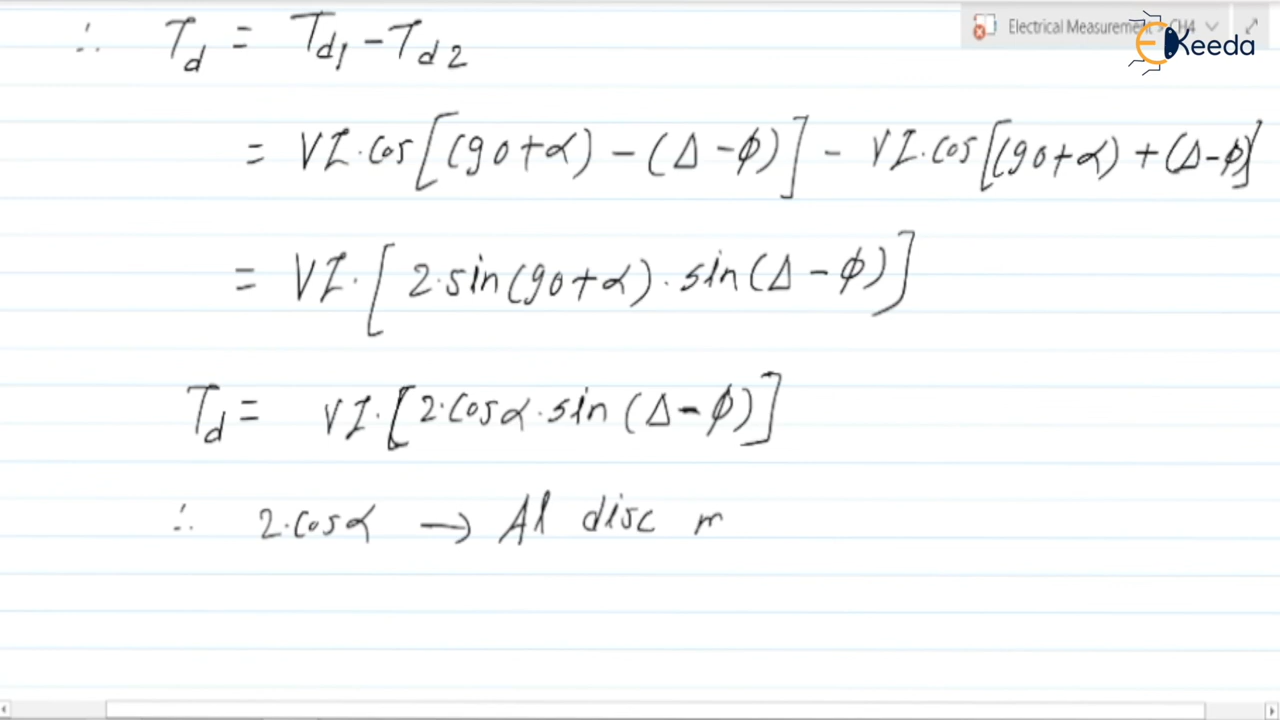 Electrical Measurement > CH4
EKeeda
∴ Td = Td1 - Td2
= VI·cos[(90+α) - (Δ-φ)] - VI·cos[(90+α) + (Δ-φ)]
= VI·[2·sin(90+α)·sin(Δ-φ)]
Td = VI·[2·cosα·sin(Δ-φ)]
∴ 2·cosα → Al disc m